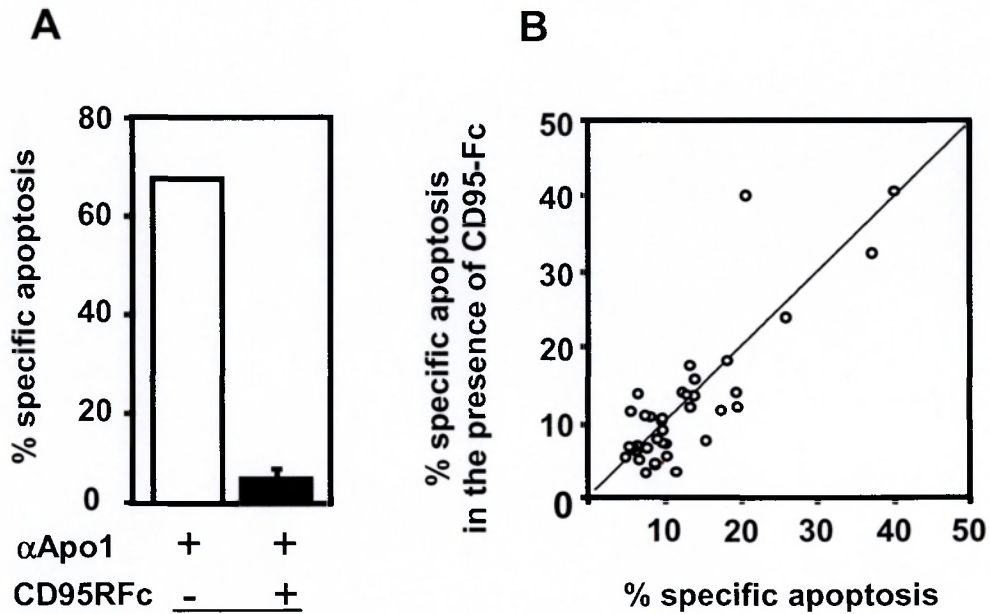 A
% specific apoptosis
80
60
40
20
0
αApo1 + +
CD95RFc - +
B
% specific apoptosis
in the presence of CD95-Fc
50
40
30
20
10
0
10 20 30 40 50
% specific apoptosis